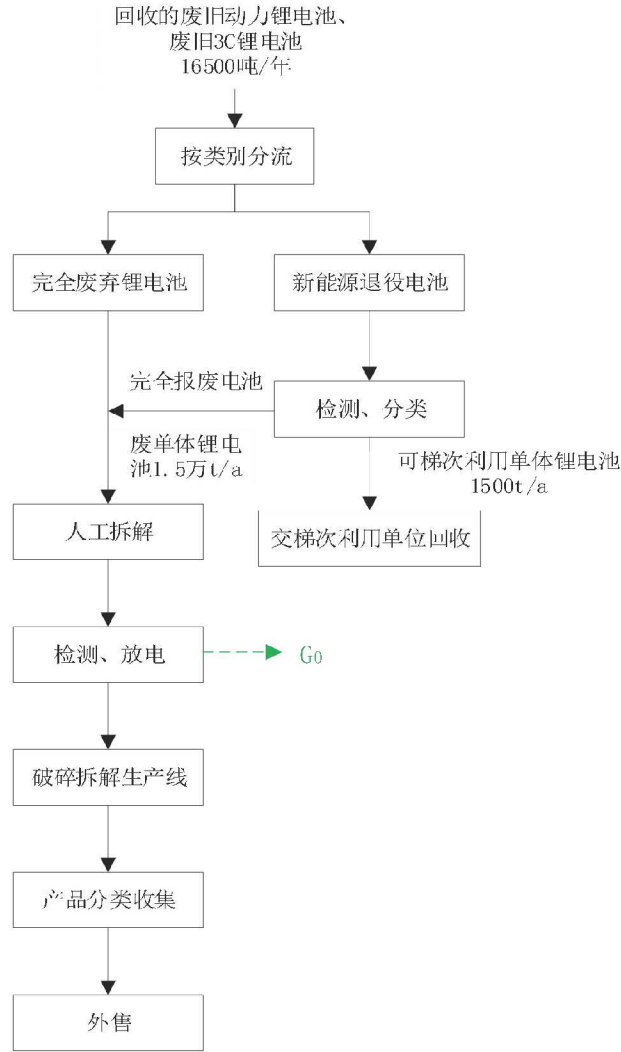 回收的废旧动力锂电池、
废旧3C锂电池
16500吨/年
按类别分流
完全废弃锂电池
新能源退役电池
完全报废电池
检测、分类
废单体锂电
池1.5万t/a
可梯次利用单体锂电池
1500t/a
人工拆解
交梯次利用单位回收
检测、放电
G0
破碎拆解生产线
产品分类收集
外售